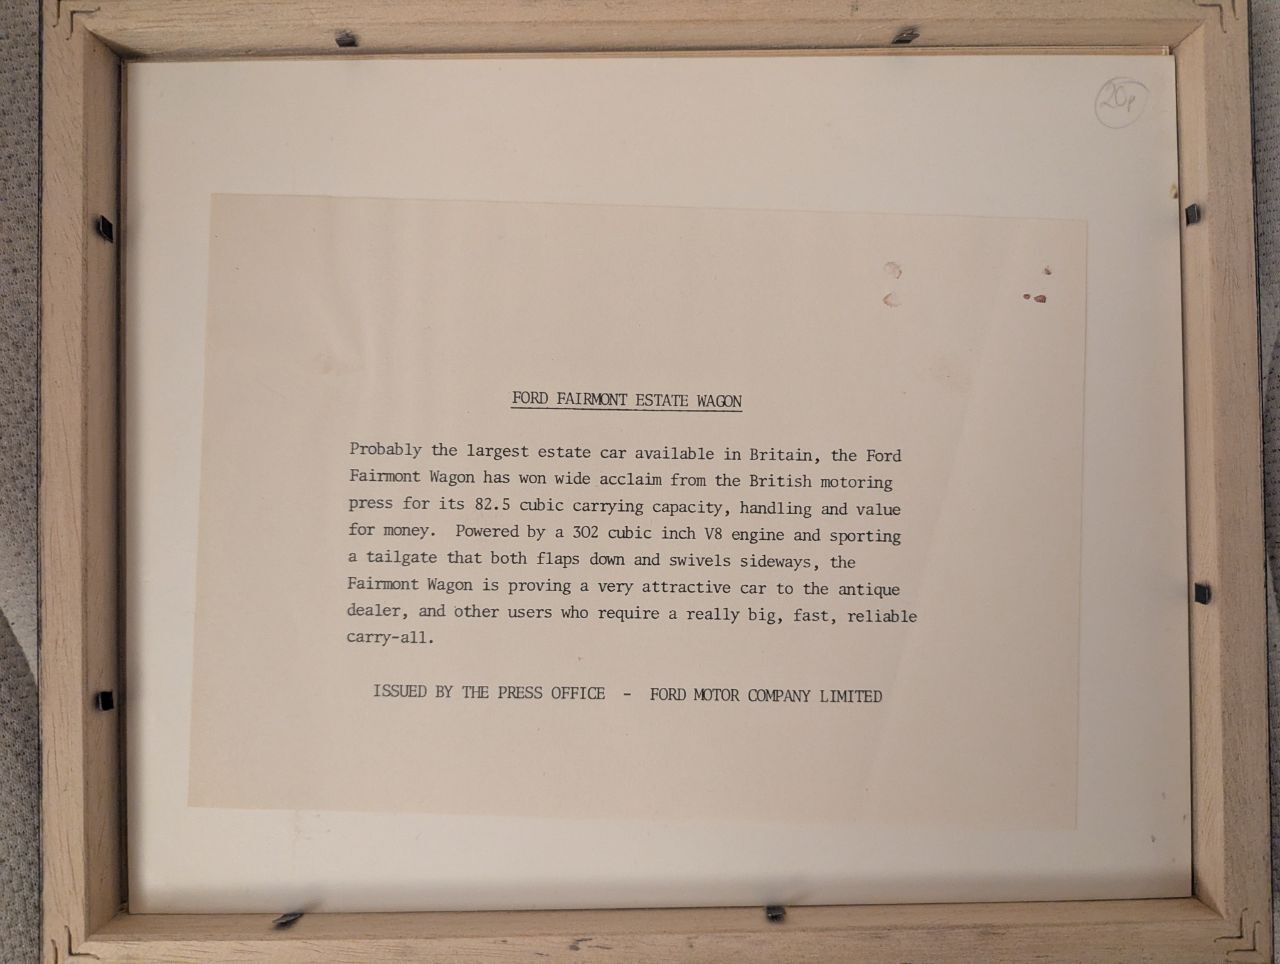 20p
FORD FAIRMONT ESTATE WAGON
Probably the largest estate car available in Britain, the Ford
Fairmont Wagon has won wide acclaim from the British motoring
press for its 82.5 cubic carrying capacity, handling and value
for money. Powered by a 302 cubic inch V8 engine and sporting
a tailgate that both flaps down and swivels sideways, the
Fairmont Wagon is proving a very attractive car to the antique
dealer, and other users who require a really big, fast, reliable
carry-all.
ISSUED BY THE PRESS OFFICE - FORD MOTOR COMPANY LIMITED